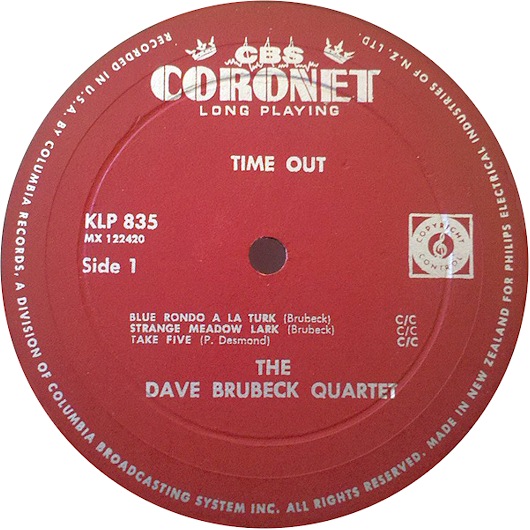 CBS
CORONET
LONG PLAYING
TIME OUT
KLP 835
MX 122420
Side 1
COPYRIGHT CONTROL
BLUE RONDO A LA TURK (Brubeck) C/C
STRANGE MEADOW LARK (Brubeck) C/C
TAKE FIVE (P. Desmond) C/C
THE
DAVE BRUBECK QUARTET
RECORDED IN U.S.A. BY COLUMBIA RECORDS, A DIVISION OF COLUMBIA BROADCASTING SYSTEM INC. ALL RIGHTS RESERVED. MADE IN NEW ZEALAND FOR PHILIPS ELECTRICAL INDUSTRIES OF N.Z. LTD.